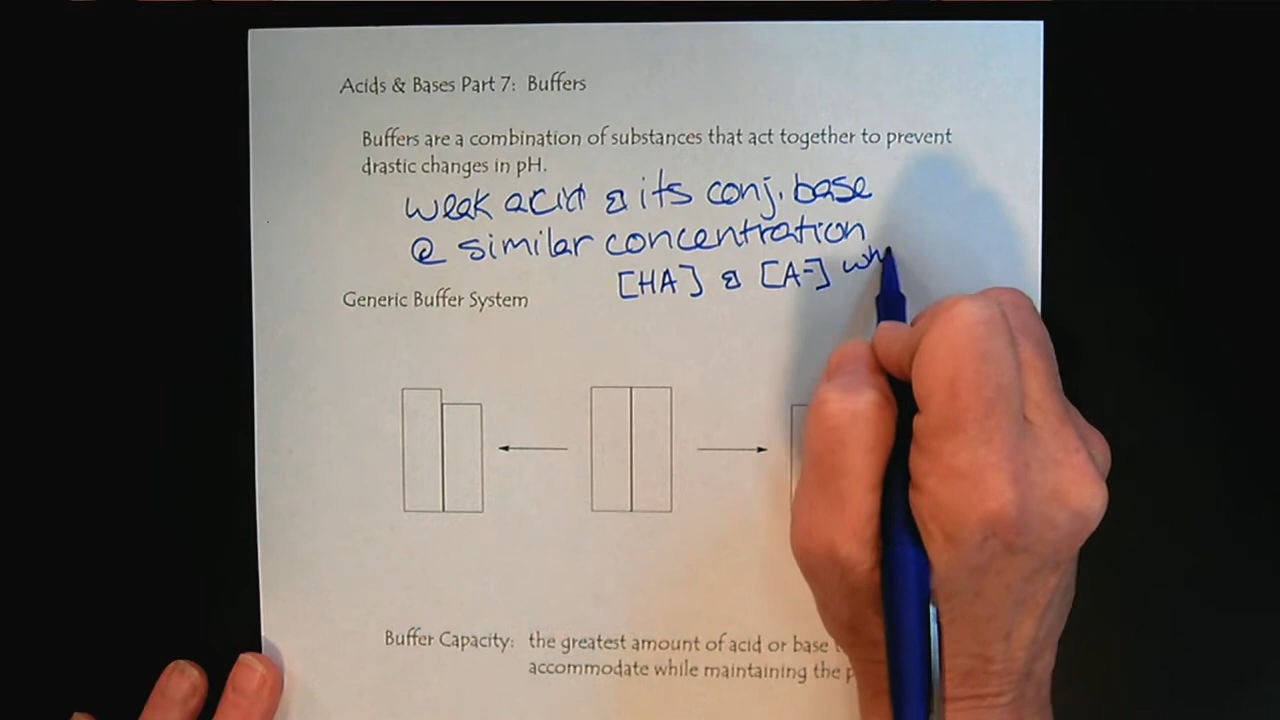 Acids & Bases Part 7: Buffers
Buffers are a combination of substances that act together to prevent
drastic changes in pH.
weak acid & its conj. base
@ similar concentration
[HA] & [A-]
Generic Buffer System
Buffer Capacity: the greatest amount of acid or base
accommodate while maintaining the